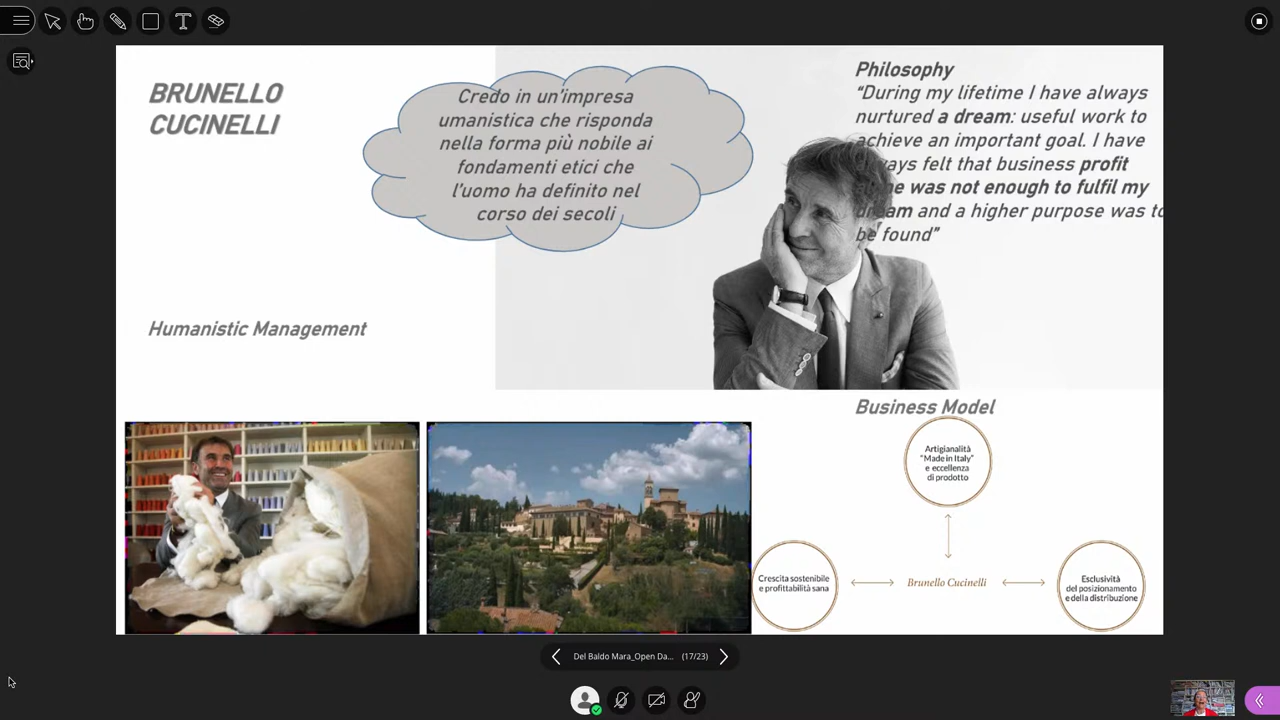 BRUNELLO
CUCINELLI
Credo in un'impresa
umanistica che risponda
nella forma più nobile ai
fondamenti etici che
l'uomo ha definito nel
corso dei secoli
Philosophy
“During my lifetime I have always
nurtured a dream: useful work to
achieve an important goal. I have
always felt that business profit
alone was not enough to fulfil my
dream and a higher purpose was to
be found”
Humanistic Management
Business Model
Artigianalità
“Made in Italy”
e eccellenza
di prodotto
Crescita sostenibile
e profittabilità sana
Brunello Cucinelli
Esclusività
del posizionamento
e della distribuzione
Del Baldo Mara_Open Da... (17/23)